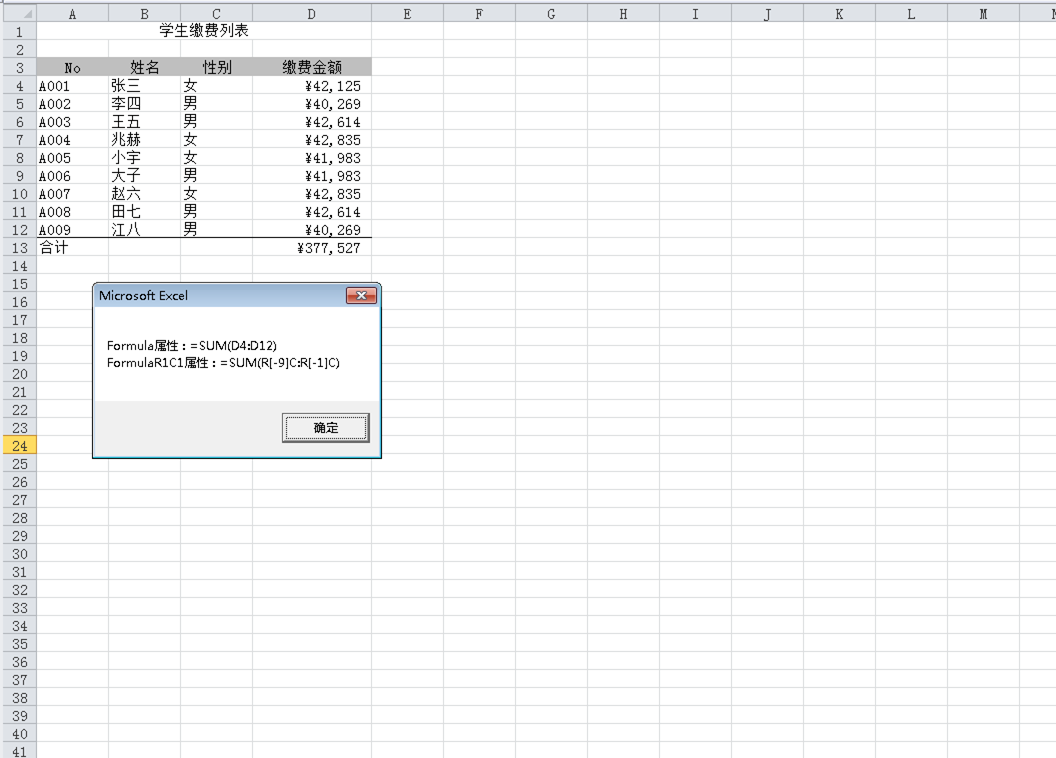 A B C D E F G H I J K L M N
1 学生缴费列表
2
3 No 姓名 性别 缴费金额
4 A001 张三 女 ¥42,125
5 A002 李四 男 ¥40,269
6 A003 王五 男 ¥42,614
7 A004 兆赫 女 ¥42,835
8 A005 小宇 女 ¥41,983
9 A006 大子 男 ¥41,983
10 A007 赵六 女 ¥42,835
11 A008 田七 男 ¥42,614
12 A009 江八 男 ¥40,269
13 合计 ¥377,527
14
15
Microsoft Excel
16
17
18
Formula属性：=SUM(D4:D12)
19
FormulaR1C1属性：=SUM(R[-9]C:R[-1]C)
20
21
22
23
确定
24
25
26
27
28
29
30
31
32
33
34
35
36
37
38
39
40
41